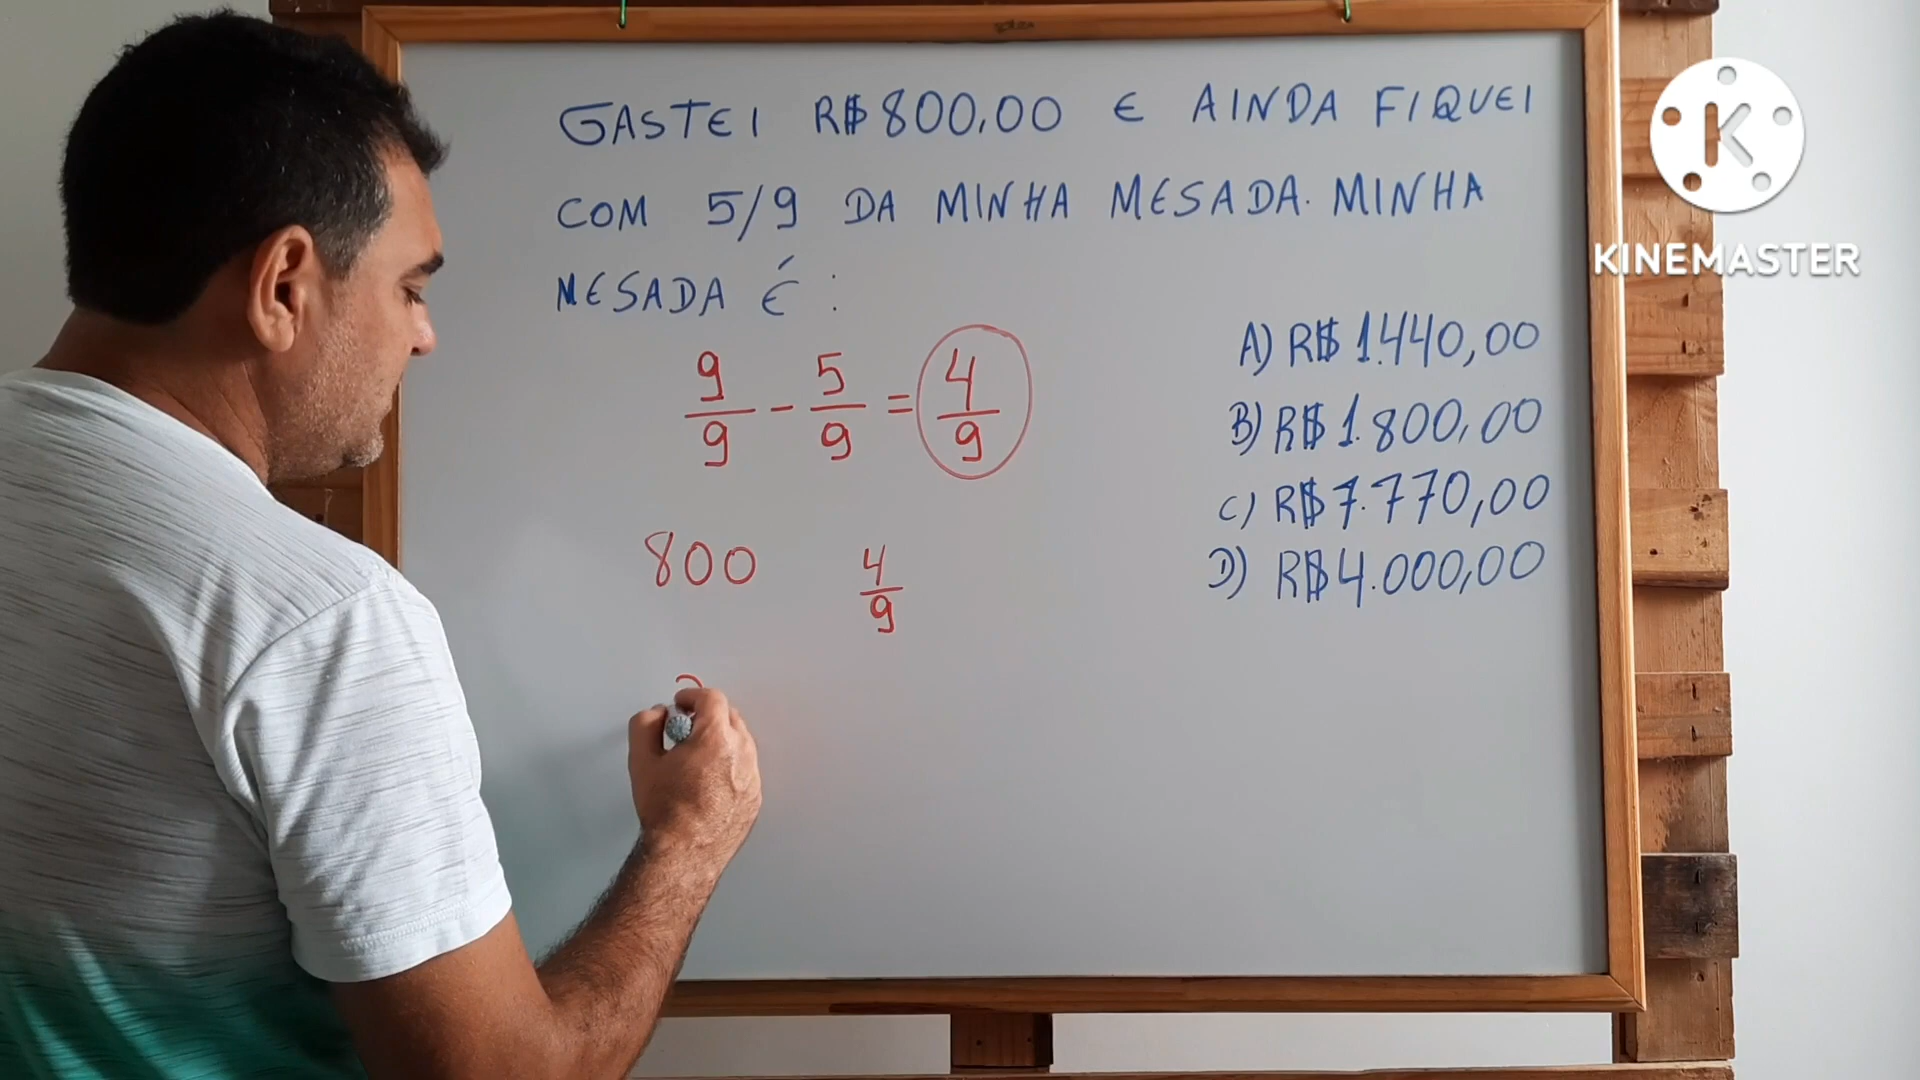 GASTEI R$800,00 E AINDA FIQUEI
COM 5/9 DA MINHA MESADA. MINHA
MESADA É:
9/9 - 5/9 = 4/9
800 4/9
A) R$ 1.440,00
B) R$ 1.800,00
C) R$ 7.770,00
D) R$ 4.000,00
K
KINEMASTER